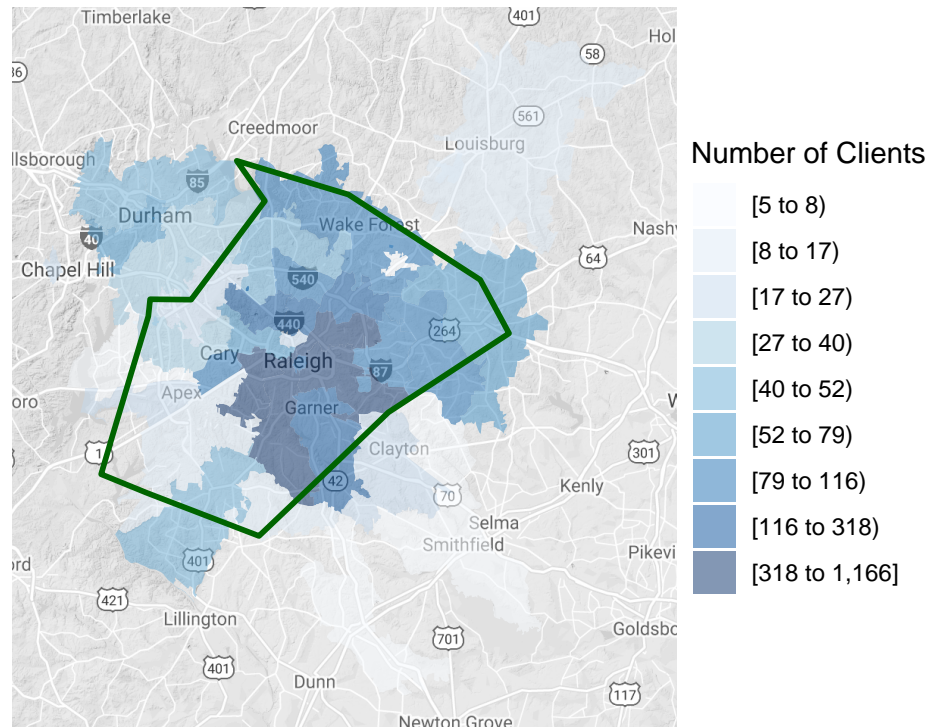 Timberlake
401
Hol
58
86
561
Creedmoor
Louisburg
llsborough
85
Durham
Wake Forest
Nashv
40
64
Chapel Hill
540
440
264
Cary
Raleigh
87
Apex
oro
Garner
W
1
Clayton
301
42
70
Kenly
Selma
Smithfield
ord
401
Pikevi
421
Lillington
701
Goldsbo
401
Dunn
117
Newton Grove
Number of Clients
[5 to 8)
[8 to 17)
[17 to 27)
[27 to 40)
[40 to 52)
[52 to 79)
[79 to 116)
[116 to 318)
[318 to 1,166]